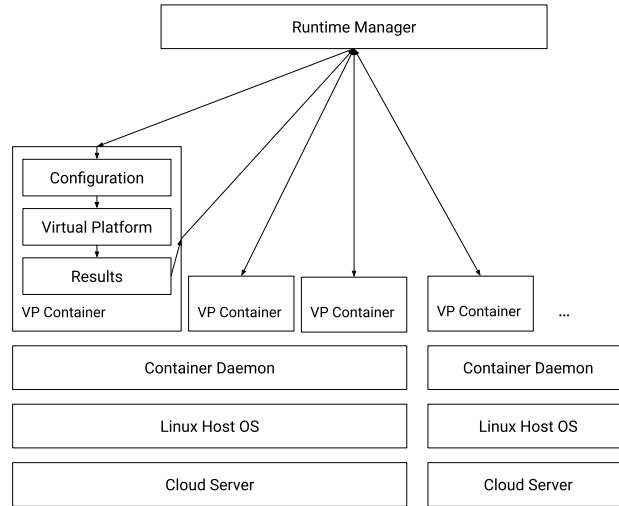 Runtime Manager
Configuration
Virtual Platform
Results
VP Container
VP Container
VP Container
VP Container
...
Container Daemon
Container Daemon
Linux Host OS
Linux Host OS
Cloud Server
Cloud Server